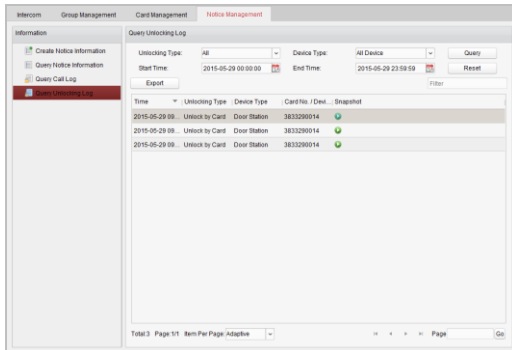 Intercom Group Management Card Management Notice Management
Information
Create Notice Information
Query Notice Information
Query Call Log
Query Unlocking Log
Query Unlocking Log
Unlocking Type: All Device Type: All Device Query
Start Time: 2015-05-29 00:00:00 End Time: 2015-05-29 23:59:59 Reset
Export Filter
Time Unlocking Type Device Type Card No. / Devi... Snapshot
2015-05-29 09... Unlock by Card Door Station 3833290014
2015-05-29 09... Unlock by Card Door Station 3833290014
2015-05-29 09... Unlock by Card Door Station 3833290014
Total:3 Page:1/1 Item Per Page: Adaptive Page Go